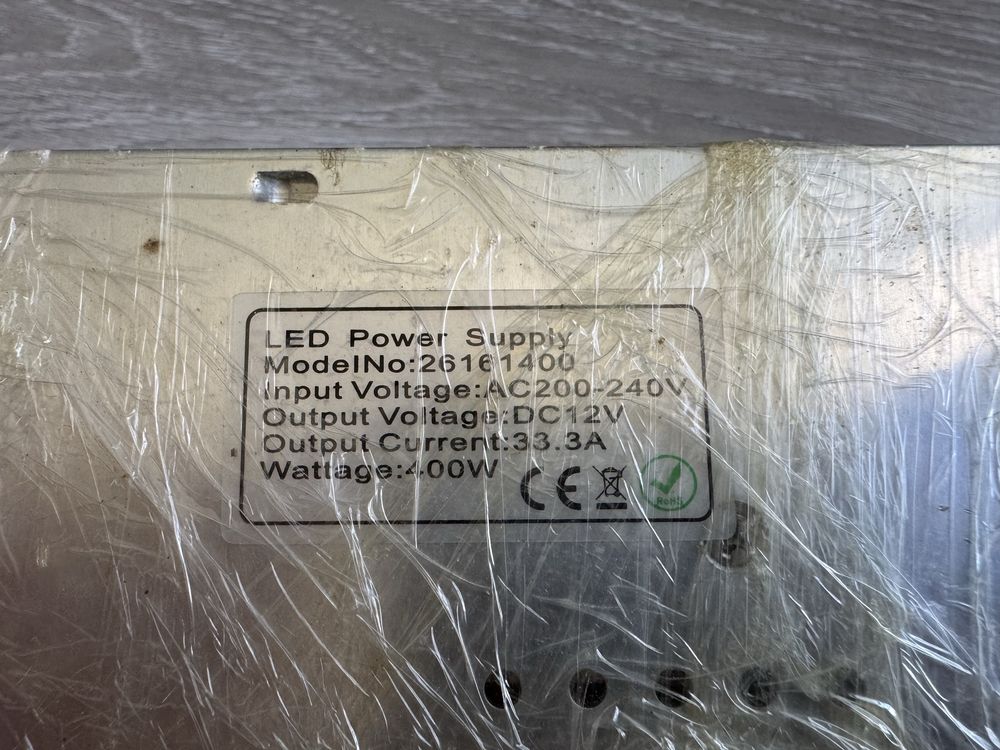 LED Power Supply
ModelNo:26161400
Input Voltage:AC200-240V
Output Voltage:DC12V
Output Current:33.3A
Wattage:400W
CE
RoHS